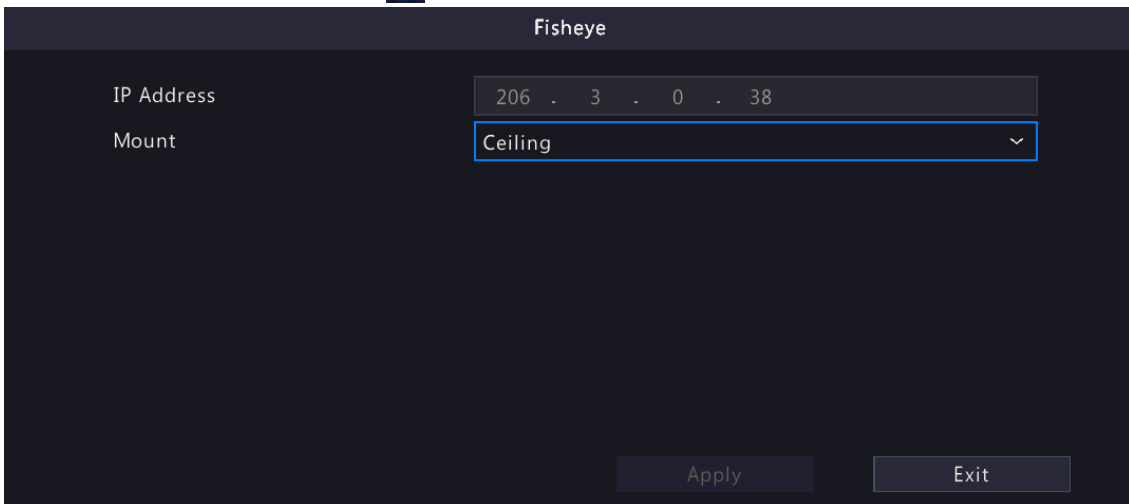 Fisheye
IP Address 206 . 3 . 0 . 38
Mount Ceiling
Apply Exit